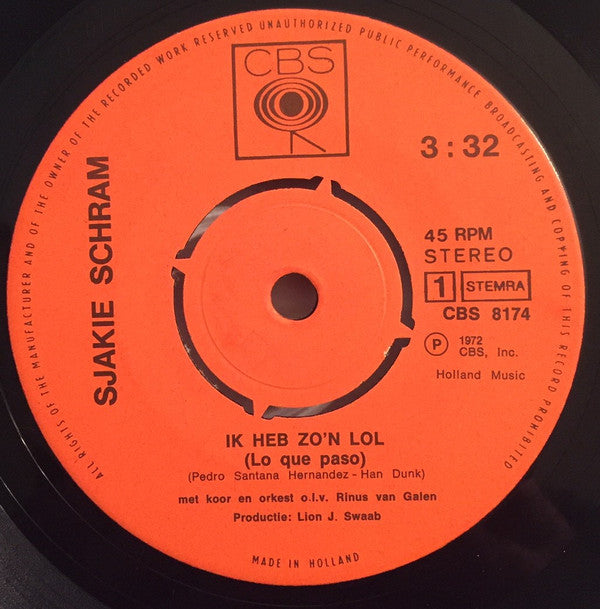 ALL RIGHTS OF THE MANUFACTURER AND OF THE OWNER OF THE RECORDED WORK RESERVED UNAUTHORIZED PUBLIC PERFORMANCE BROADCASTING AND COPYING OF THIS RECORD PROHIBITED
CBS
3 : 32
SJAKIE SCHRAM
45 RPM
STEREO
1 STEMRA
CBS 8174
P 1972
CBS, Inc.
Holland Music
IK HEB ZO'N LOL
(Lo que paso)
(Pedro Santana Hernandez - Han Dunk)
met koor en orkest o.l.v. Rinus van Galen
Productie: Lion J. Swaab
MADE IN HOLLAND